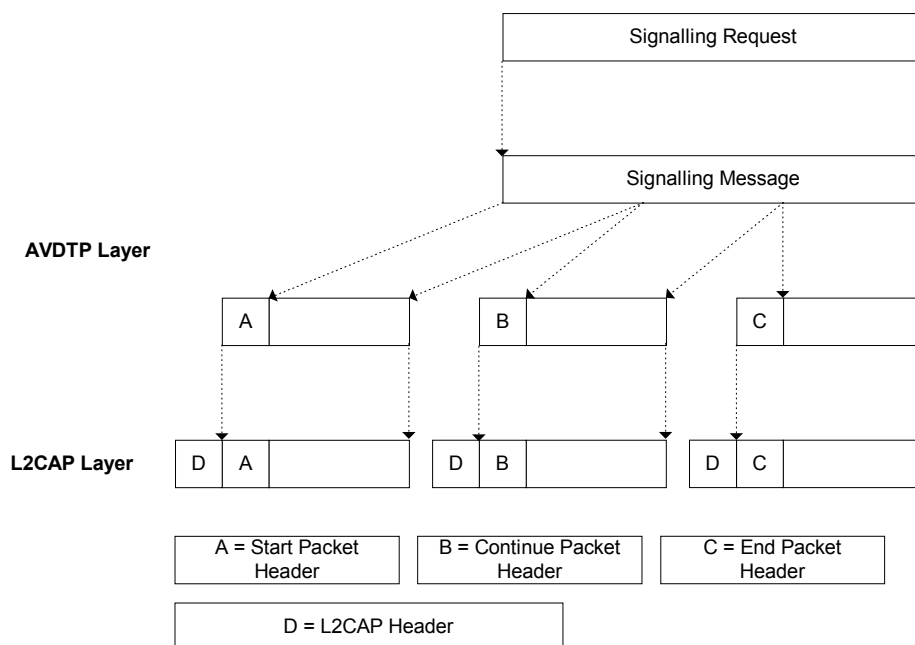 Signalling Request
Signalling Message
AVDTP Layer
A
B
C
L2CAP Layer
D
A
D
B
D
C
A = Start Packet
Header
B = Continue Packet
Header
C = End Packet
Header
D = L2CAP Header